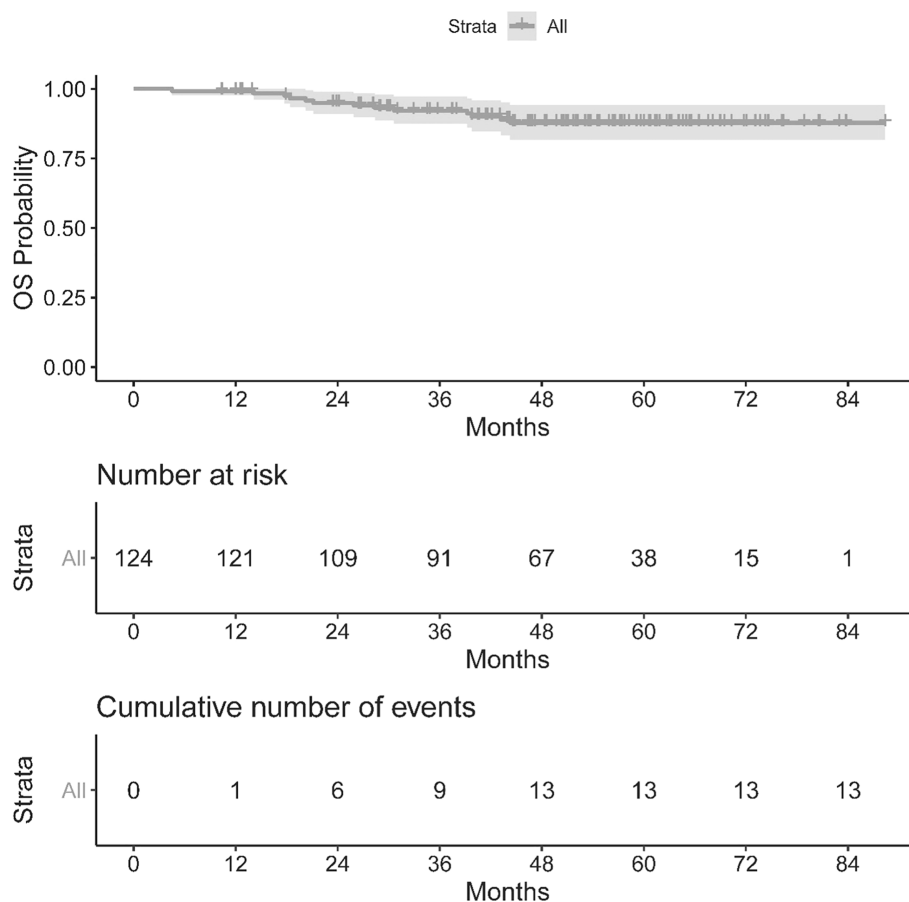 Strata All
OS Probability
1.00
0.75
0.50
0.25
0.00
0 12 24 36 48 60 72 84
Months
Number at risk
Strata
All 124 121 109 91 67 38 15 1
0 12 24 36 48 60 72 84
Months
Cumulative number of events
Strata
All 0 1 6 9 13 13 13 13
0 12 24 36 48 60 72 84
Months